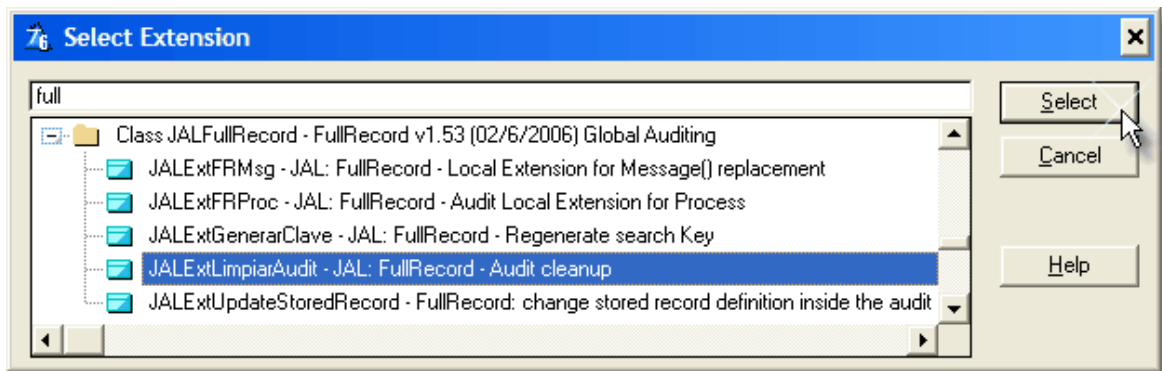 Select Extension
full
Select
Class JALFullRecord - FullRecord v1.53 (02/6/2006) Global Auditing
JALExtFRMsg - JAL: FullRecord - Local Extension for Message() replacement
Cancel
JALExtFRProc - JAL: FullRecord - Audit Local Extension for Process
JALExtGenerarClave - JAL: FullRecord - Regenerate search Key
JALExtLimpiarAudit - JAL: FullRecord - Audit cleanup
Help
JALExtUpdateStoredRecord - FullRecord: change stored record definition inside the audit